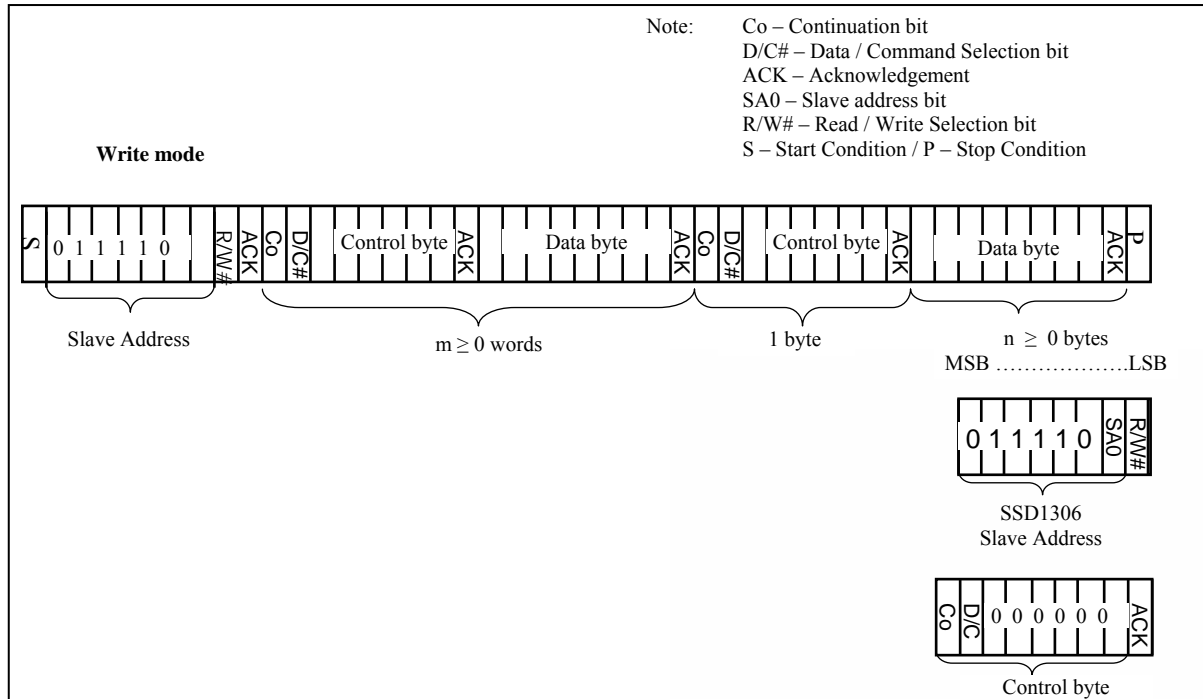 Note: Co – Continuation bit
D/C# – Data / Command Selection bit
ACK – Acknowledgement
SA0 – Slave address bit
R/W# – Read / Write Selection bit
S – Start Condition / P – Stop Condition
Write mode
S 0 1 1 1 1 0 R/W# ACK Co D/C# Control byte ACK Data byte ACK Co D/C# Control byte ACK Data byte ACK P
Slave Address m ≥ 0 words 1 byte n ≥ 0 bytes
MSB ………………….LSB
0 1 1 1 1 0 SA0 R/W#
SSD1306
Slave Address
Co D/C 0 0 0 0 0 0 ACK
Control byte